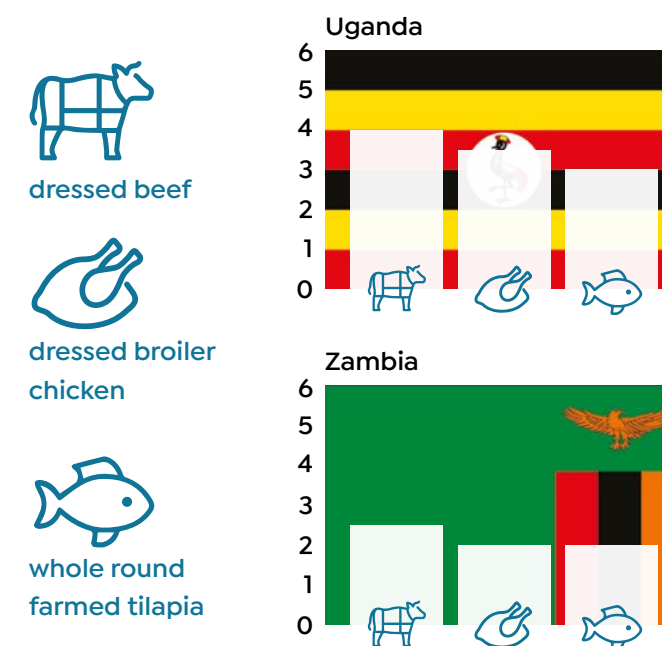 dressed beef
dressed broiler
chicken
whole round
farmed tilapia
Uganda
6
5
4
3
2
1
0
Zambia
6
5
4
3
2
1
0